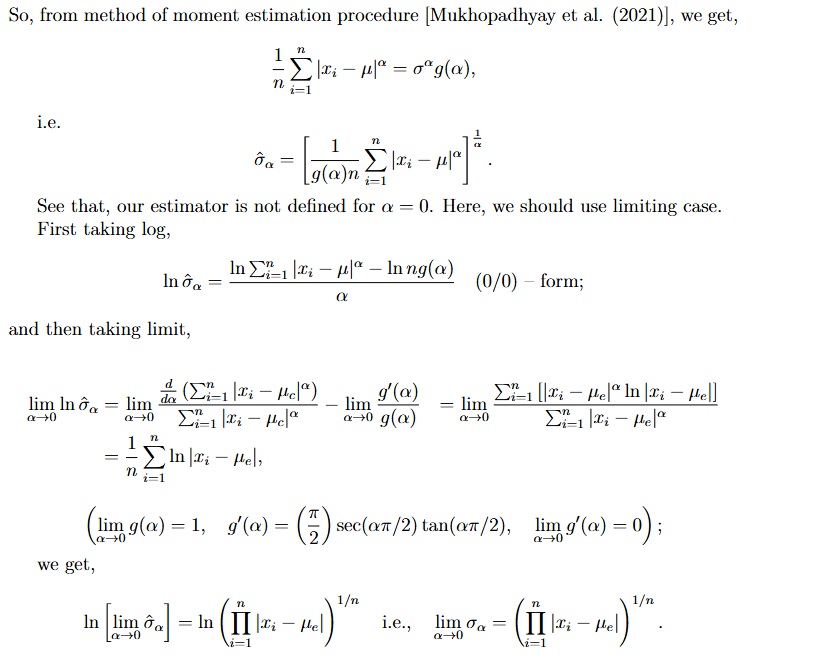 So, from method of moment estimation procedure [Mukhopadhyay et al. (2021)], we get,
$$\frac{1}{n}\sum_{i=1}^{n}|x_i - \mu|^{\alpha} = \sigma^{\alpha} g(\alpha),$$
i.e.
$$\hat{\sigma}_{\alpha} = \left[\frac{1}{g(\alpha)n}\sum_{i=1}^{n}|x_i - \mu|^{\alpha}\right]^{\frac{1}{\alpha}}.$$
See that, our estimator is not defined for $\alpha = 0$. Here, we should use limiting case.
First taking log,
$$\ln \hat{\sigma}_{\alpha} = \frac{\ln \sum_{i=1}^{n}|x_i - \mu|^{\alpha} - \ln n g(\alpha)}{\alpha} \quad (0/0) - \text{form};$$
and then taking limit,
$$\lim_{\alpha \to 0} \ln \hat{\sigma}_{\alpha} = \lim_{\alpha \to 0} \frac{\frac{d}{d\alpha}\left(\sum_{i=1}^{n}|x_i - \mu_c|^{\alpha}\right)}{\sum_{i=1}^{n}|x_i - \mu_c|^{\alpha}} - \lim_{\alpha \to 0} \frac{g'(\alpha)}{g(\alpha)} = \lim_{\alpha \to 0} \frac{\sum_{i=1}^{n}[|x_i - \mu_e|^{\alpha} \ln |x_i - \mu_e|]}{\sum_{i=1}^{n}|x_i - \mu_e|^{\alpha}}$$
$$= \frac{1}{n}\sum_{i=1}^{n} \ln |x_i - \mu_e|,$$
$$\left(\lim_{\alpha \to 0} g(\alpha) = 1, \quad g'(\alpha) = \left(\frac{\pi}{2}\right) \sec(\alpha\pi/2) \tan(\alpha\pi/2), \quad \lim_{\alpha \to 0} g'(\alpha) = 0\right);$$
we get,
$$\ln \left[\lim_{\alpha \to 0} \hat{\sigma}_{\alpha}\right] = \ln \left(\prod_{i=1}^{n}|x_i - \mu_e|\right)^{1/n} \quad \text{i.e.,} \quad \lim_{\alpha \to 0} \sigma_{\alpha} = \left(\prod_{i=1}^{n}|x_i - \mu_e|\right)^{1/n}.$$